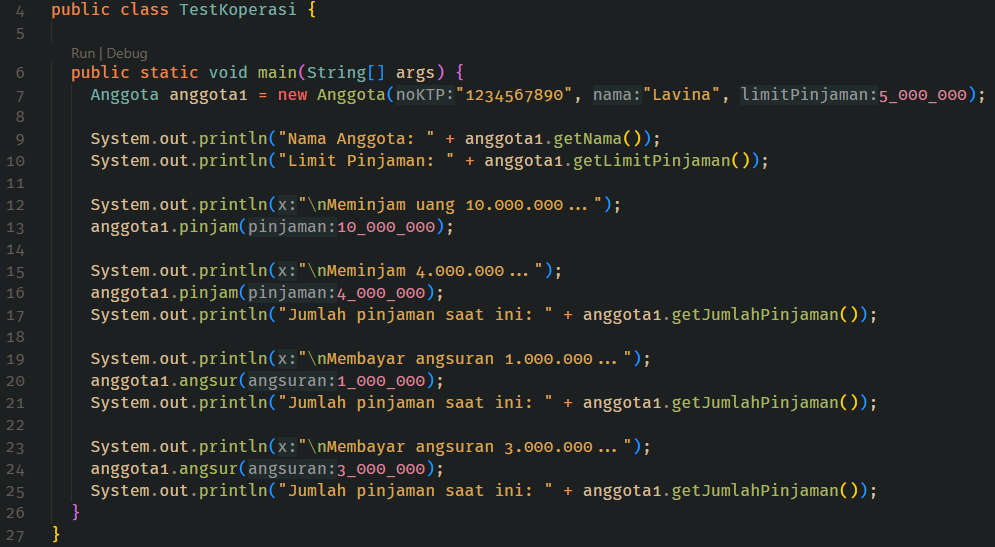 4 public class TestKoperasi {
5
Run | Debug
6 public static void main(String[] args) {
7 Anggota anggota1 = new Anggota(noKTP:"1234567890", nama:"Lavina", limitPinjaman:5_000_000);
8
9 System.out.println("Nama Anggota: " + anggota1.getNama());
10 System.out.println("Limit Pinjaman: " + anggota1.getLimitPinjaman());
11
12 System.out.println(x:"\nMeminjam uang 10.000.000...");
13 anggota1.pinjam(pinjaman:10_000_000);
14
15 System.out.println(x:"\nMeminjam 4.000.000...");
16 anggota1.pinjam(pinjaman:4_000_000);
17 System.out.println("Jumlah pinjaman saat ini: " + anggota1.getJumlahPinjaman());
18
19 System.out.println(x:"\nMembayar angsuran 1.000.000...");
20 anggota1.angsur(angsuran:1_000_000);
21 System.out.println("Jumlah pinjaman saat ini: " + anggota1.getJumlahPinjaman());
22
23 System.out.println(x:"\nMembayar angsuran 3.000.000...");
24 anggota1.angsur(angsuran:3_000_000);
25 System.out.println("Jumlah pinjaman saat ini: " + anggota1.getJumlahPinjaman());
26 }
27 }